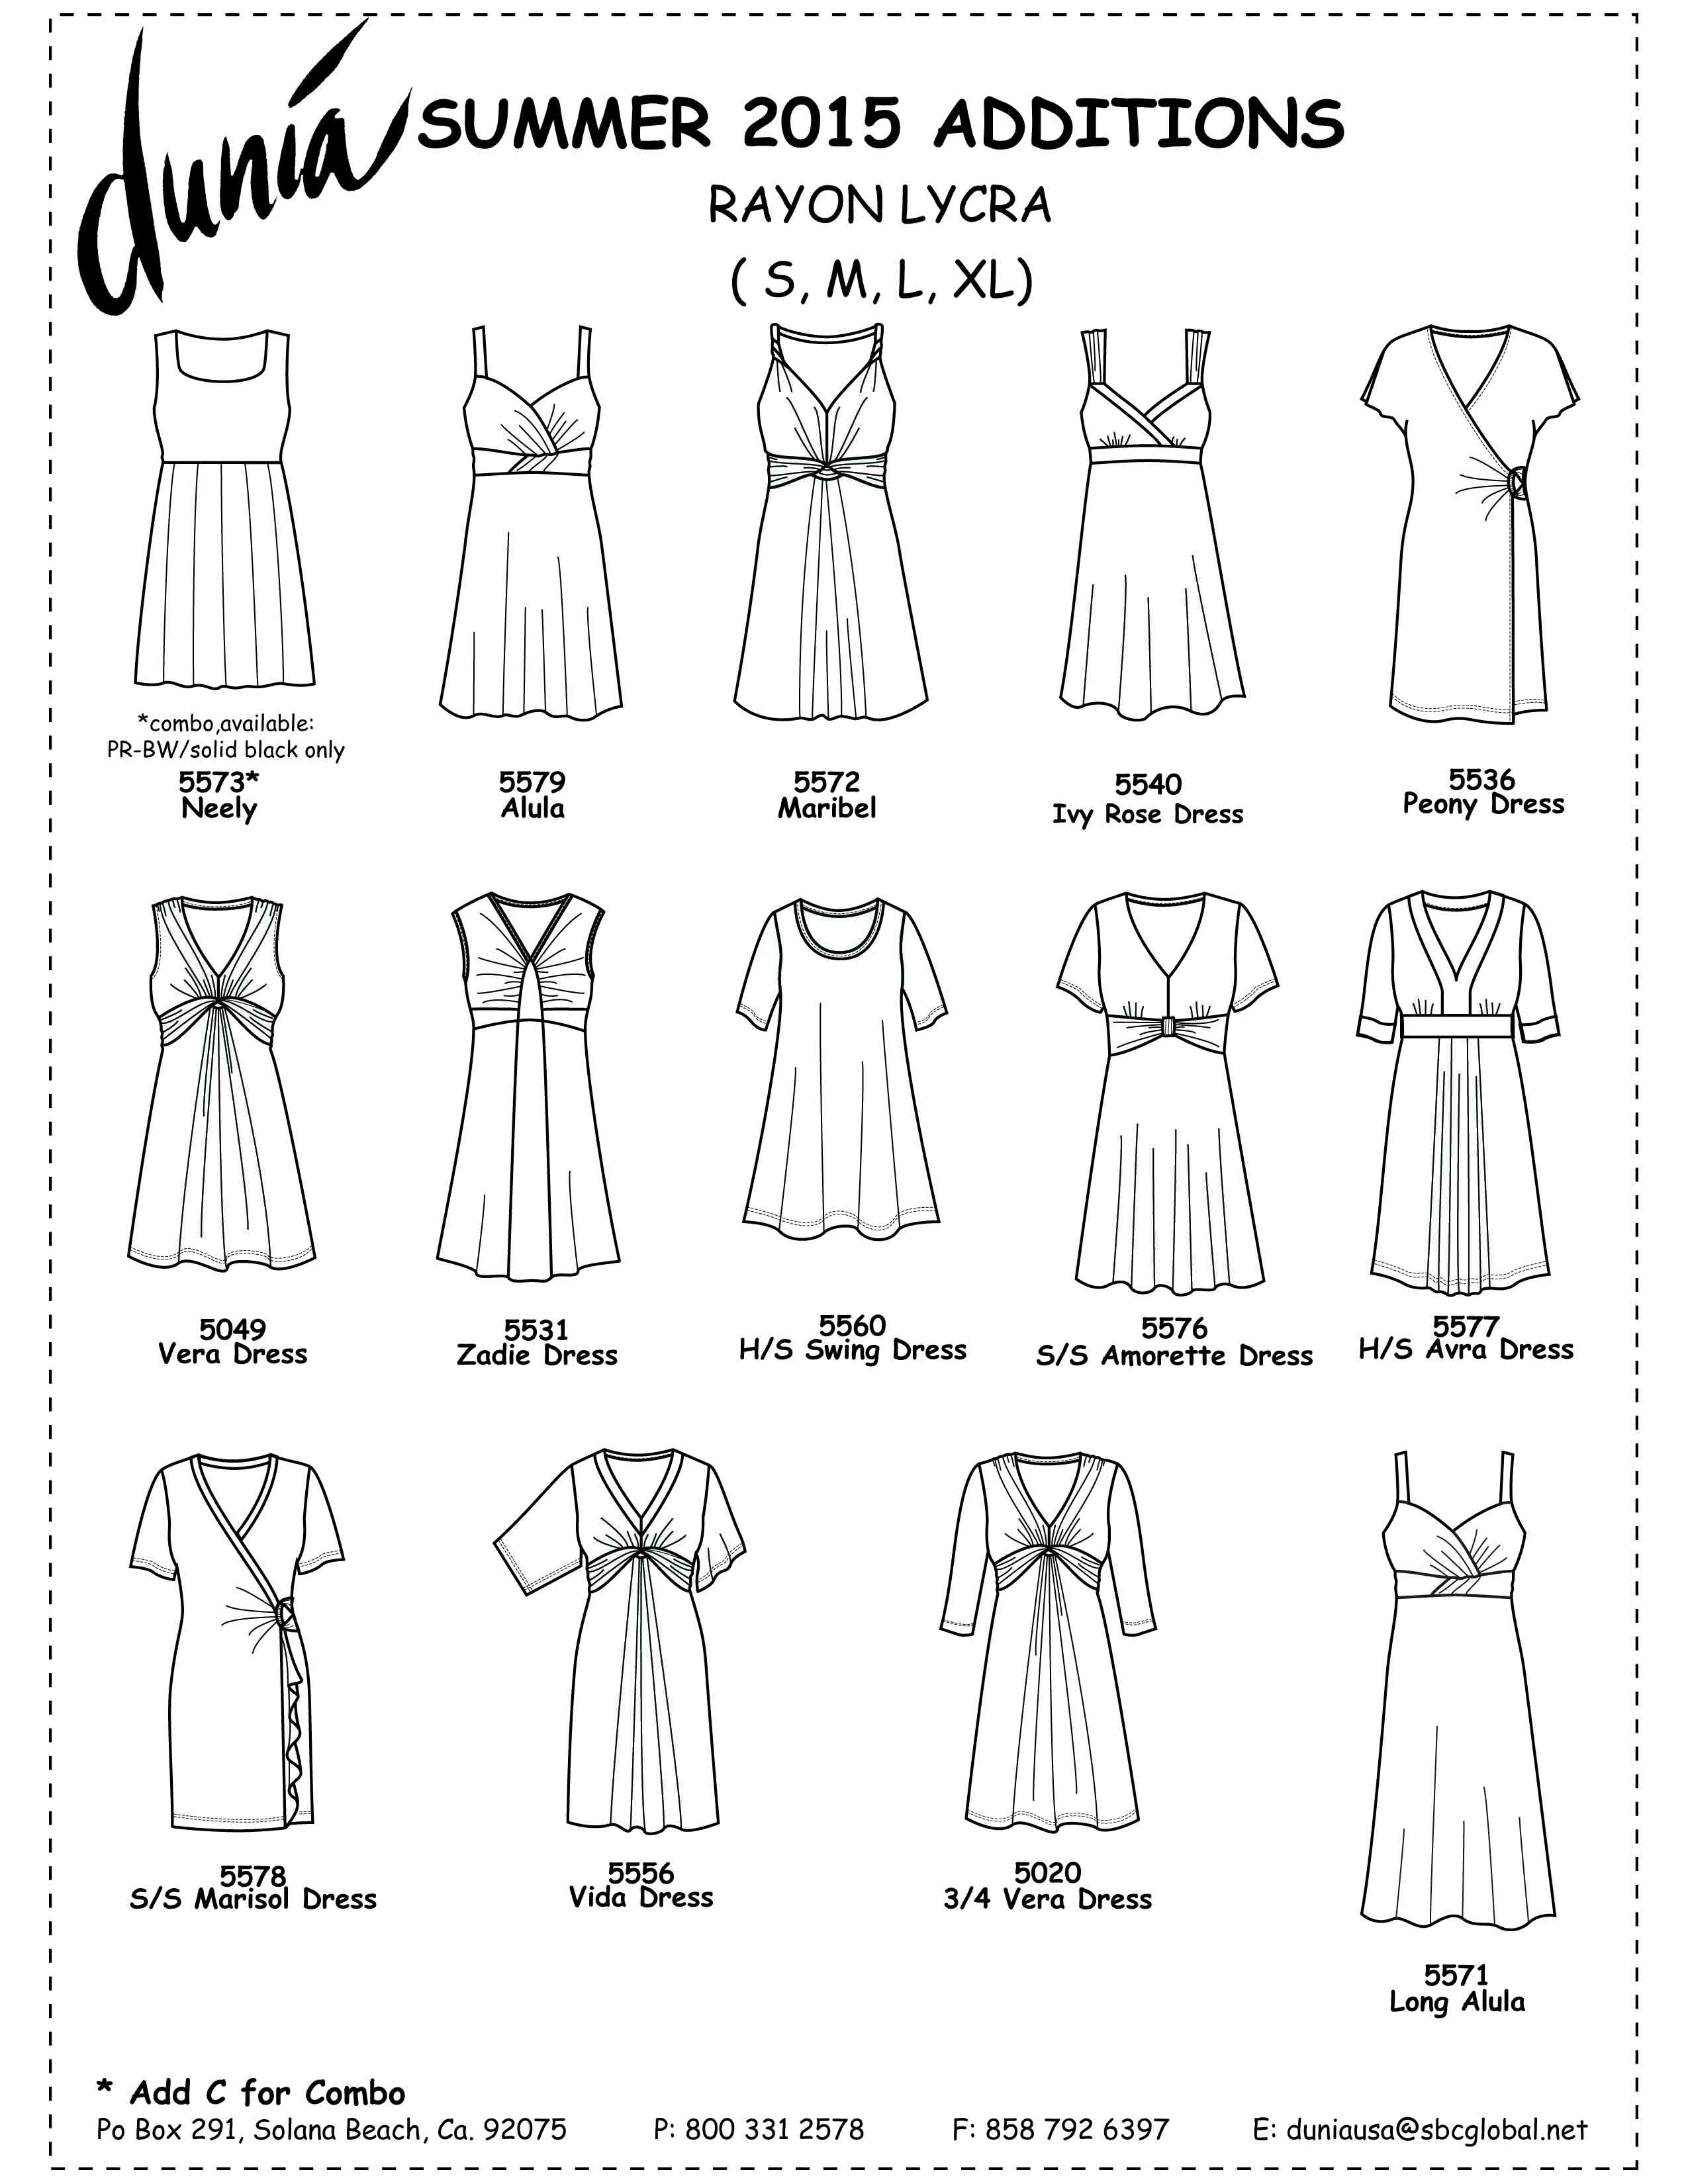 dunia
SUMMER 2015 ADDITIONS
RAYON LYCRA
( S, M, L, XL)
*combo,available:
PR-BW/solid black only
5573*
Neely
5579
Alula
5572
Maribel
5540
Ivy Rose Dress
5536
Peony Dress
5049
Vera Dress
5531
Zadie Dress
5560
H/S Swing Dress
5576
S/S Amorette Dress
5577
H/S Avra Dress
5578
S/S Marisol Dress
5556
Vida Dress
5020
3/4 Vera Dress
5571
Long Alula
* Add C for Combo
Po Box 291, Solana Beach, Ca. 92075 P: 800 331 2578 F: 858 792 6397 E: duniausa@sbcglobal.net